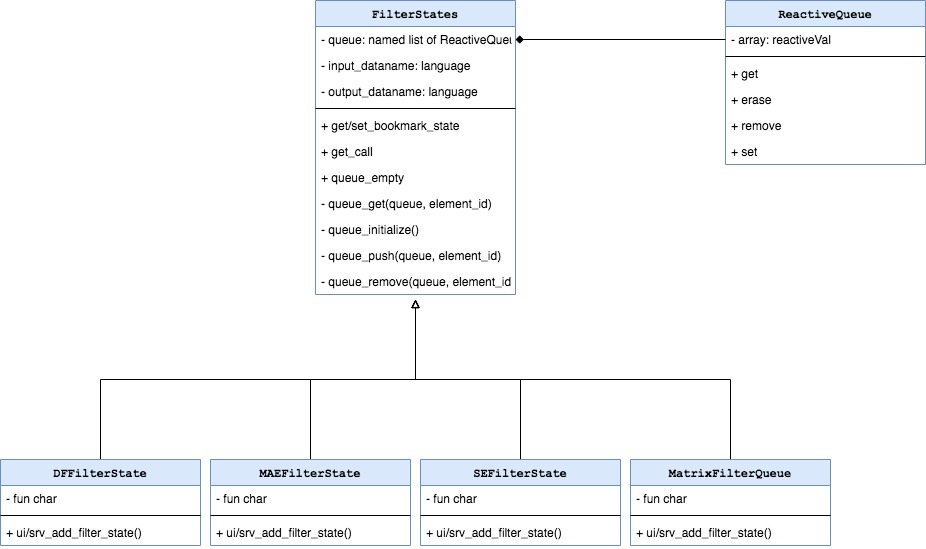 FilterStates
- queue: named list of ReactiveQueu
- input_dataname: language
- output_dataname: language
+ get/set_bookmark_state
+ get_call
+ queue_empty
- queue_get(queue, element_id)
- queue_initialize()
- queue_push(queue, element_id)
- queue_remove(queue, element_id
ReactiveQueue
- array: reactiveVal
+ get
+ erase
+ remove
+ set
DFFilterState
- fun char
+ ui/srv_add_filter_state()
MAEFilterState
- fun char
+ ui/srv_add_filter_state()
SEFilterState
- fun char
+ ui/srv_add_filter_state()
MatrixFilterQueue
- fun char
+ ui/srv_add_filter_state()